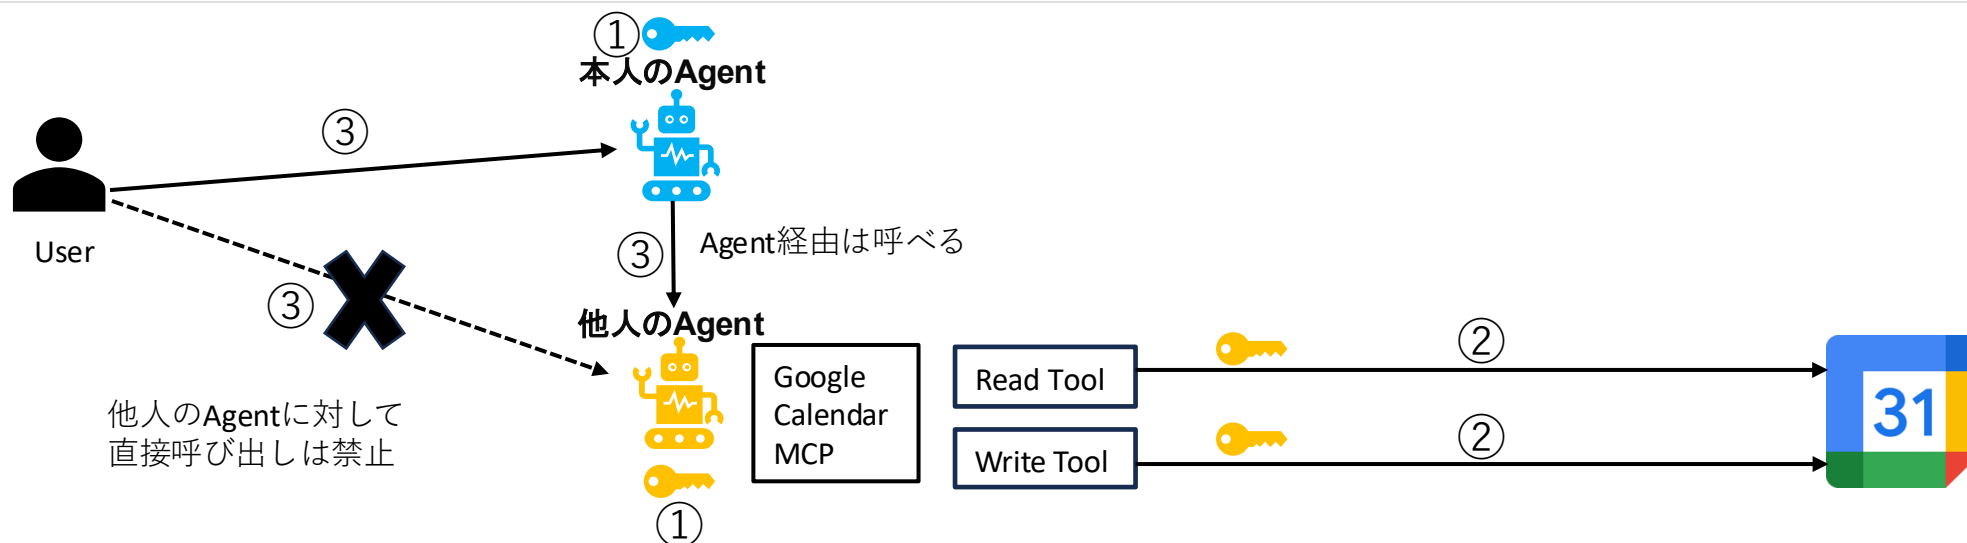 ①
本人のAgent
③
User
③
Agent経由は呼べる
③
他人のAgent
他人のAgentに対して
直接呼び出しは禁止
①
Google
Calendar
MCP
Read Tool
②
Write Tool
②
31